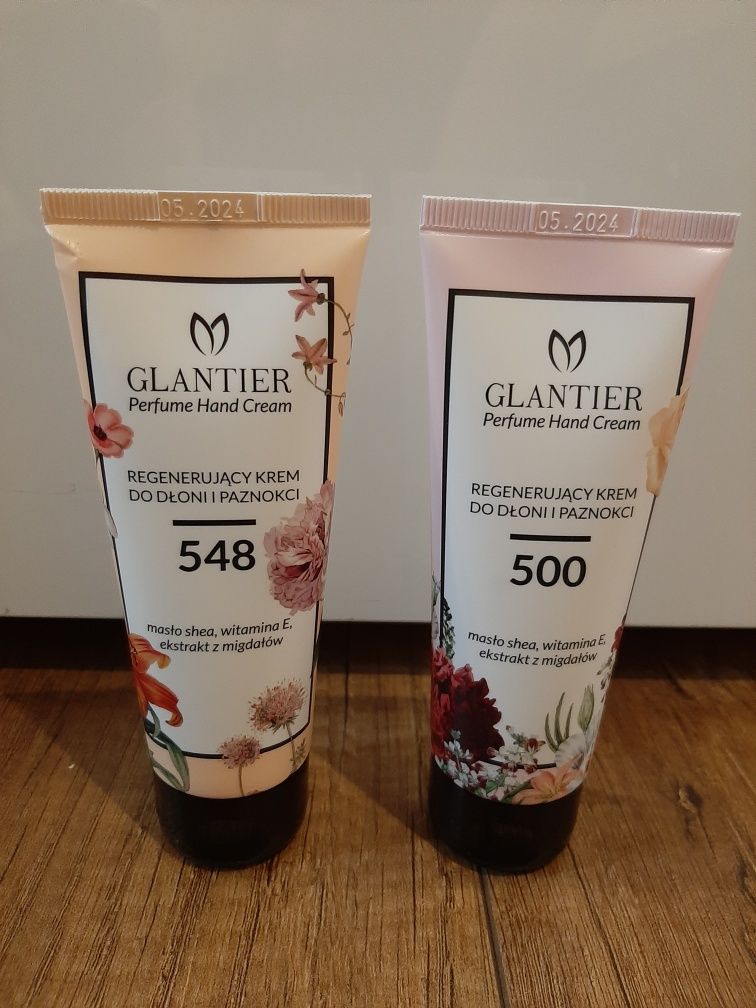 05.2024
GLANTIER
Perfume Hand Cream
REGENERUJĄCY KREM
DO DŁONI I PAZNOKCI
548
masło shea, witamina E,
ekstrakt z migdałów
05.2024
GLANTIER
Perfume Hand Cream
REGENERUJĄCY KREM
DO DŁONI I PAZNOKCI
500
masło shea, witamina E,
ekstrakt z migdałów